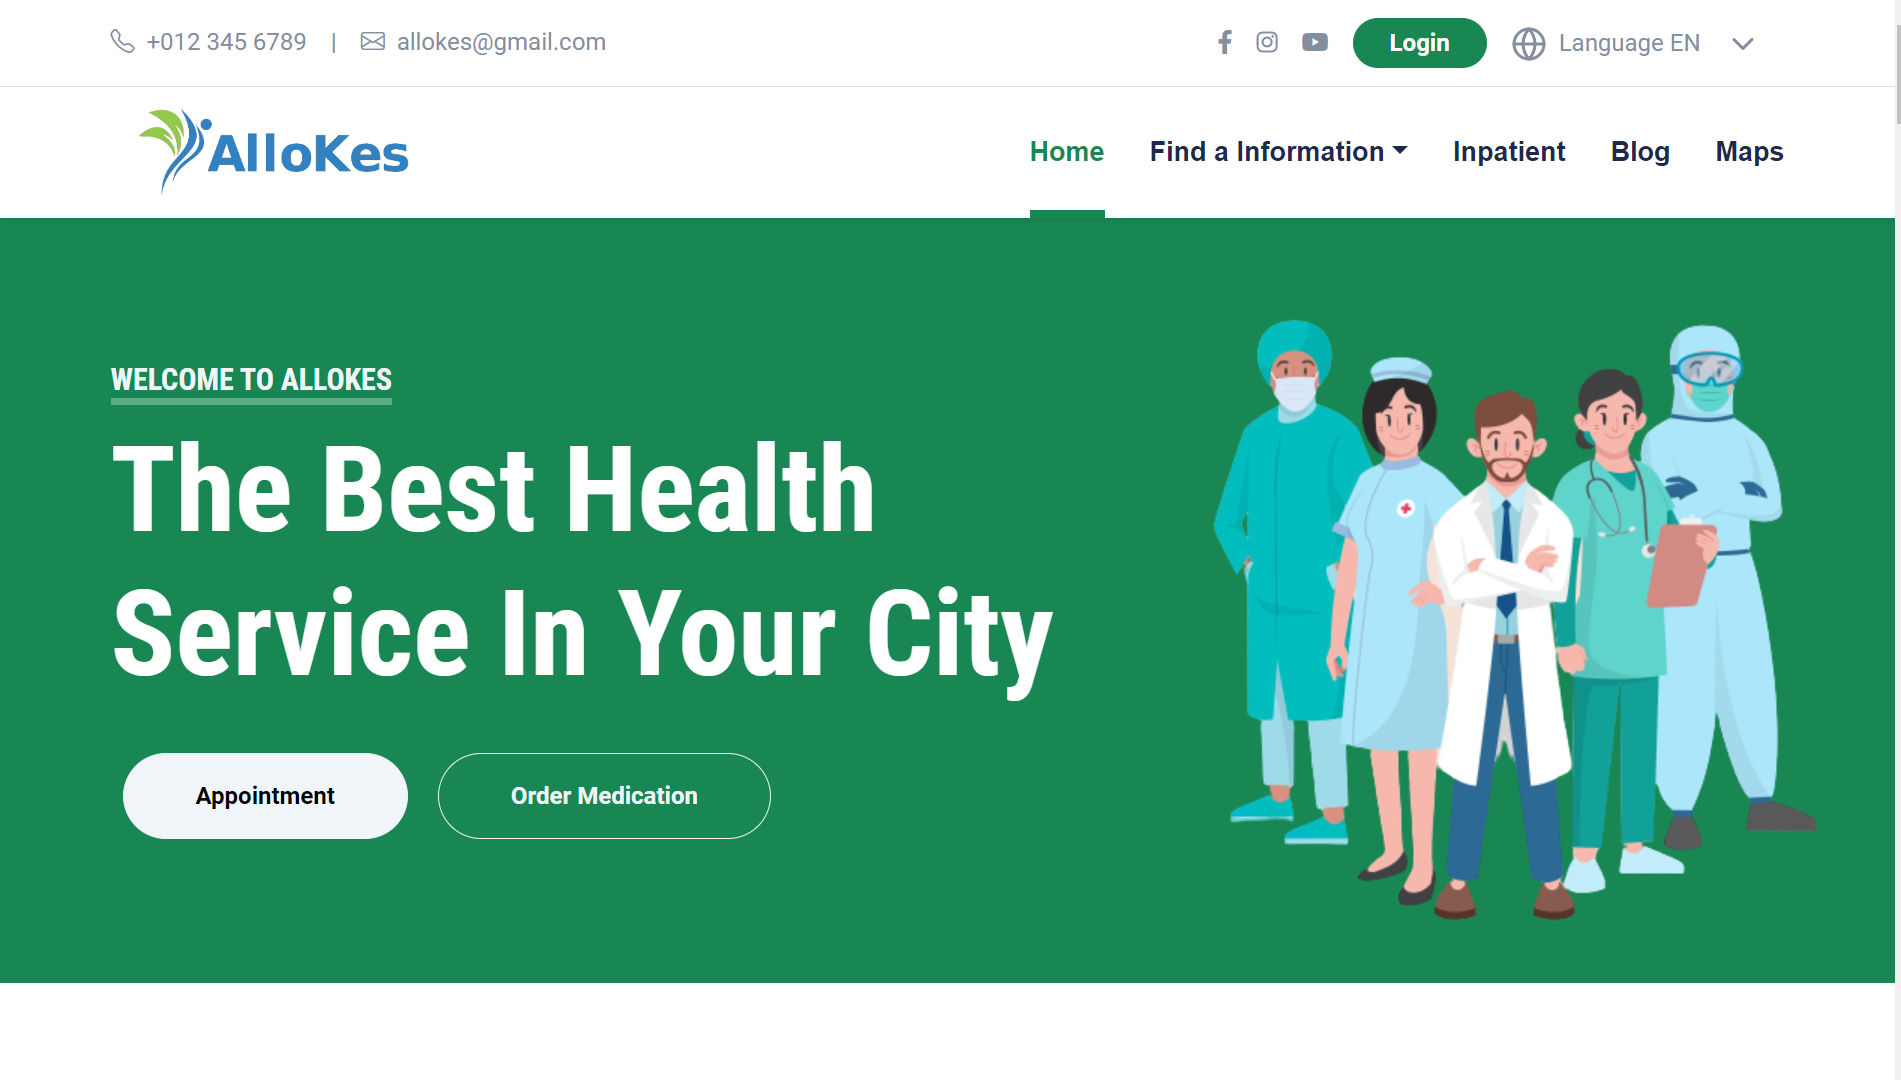 +012 345 6789 | allokes@gmail.com
Login Language EN
AlloKes
Home Find a Information Inpatient Blog Maps
WELCOME TO ALLOKES
The Best Health
Service In Your City
Appointment Order Medication